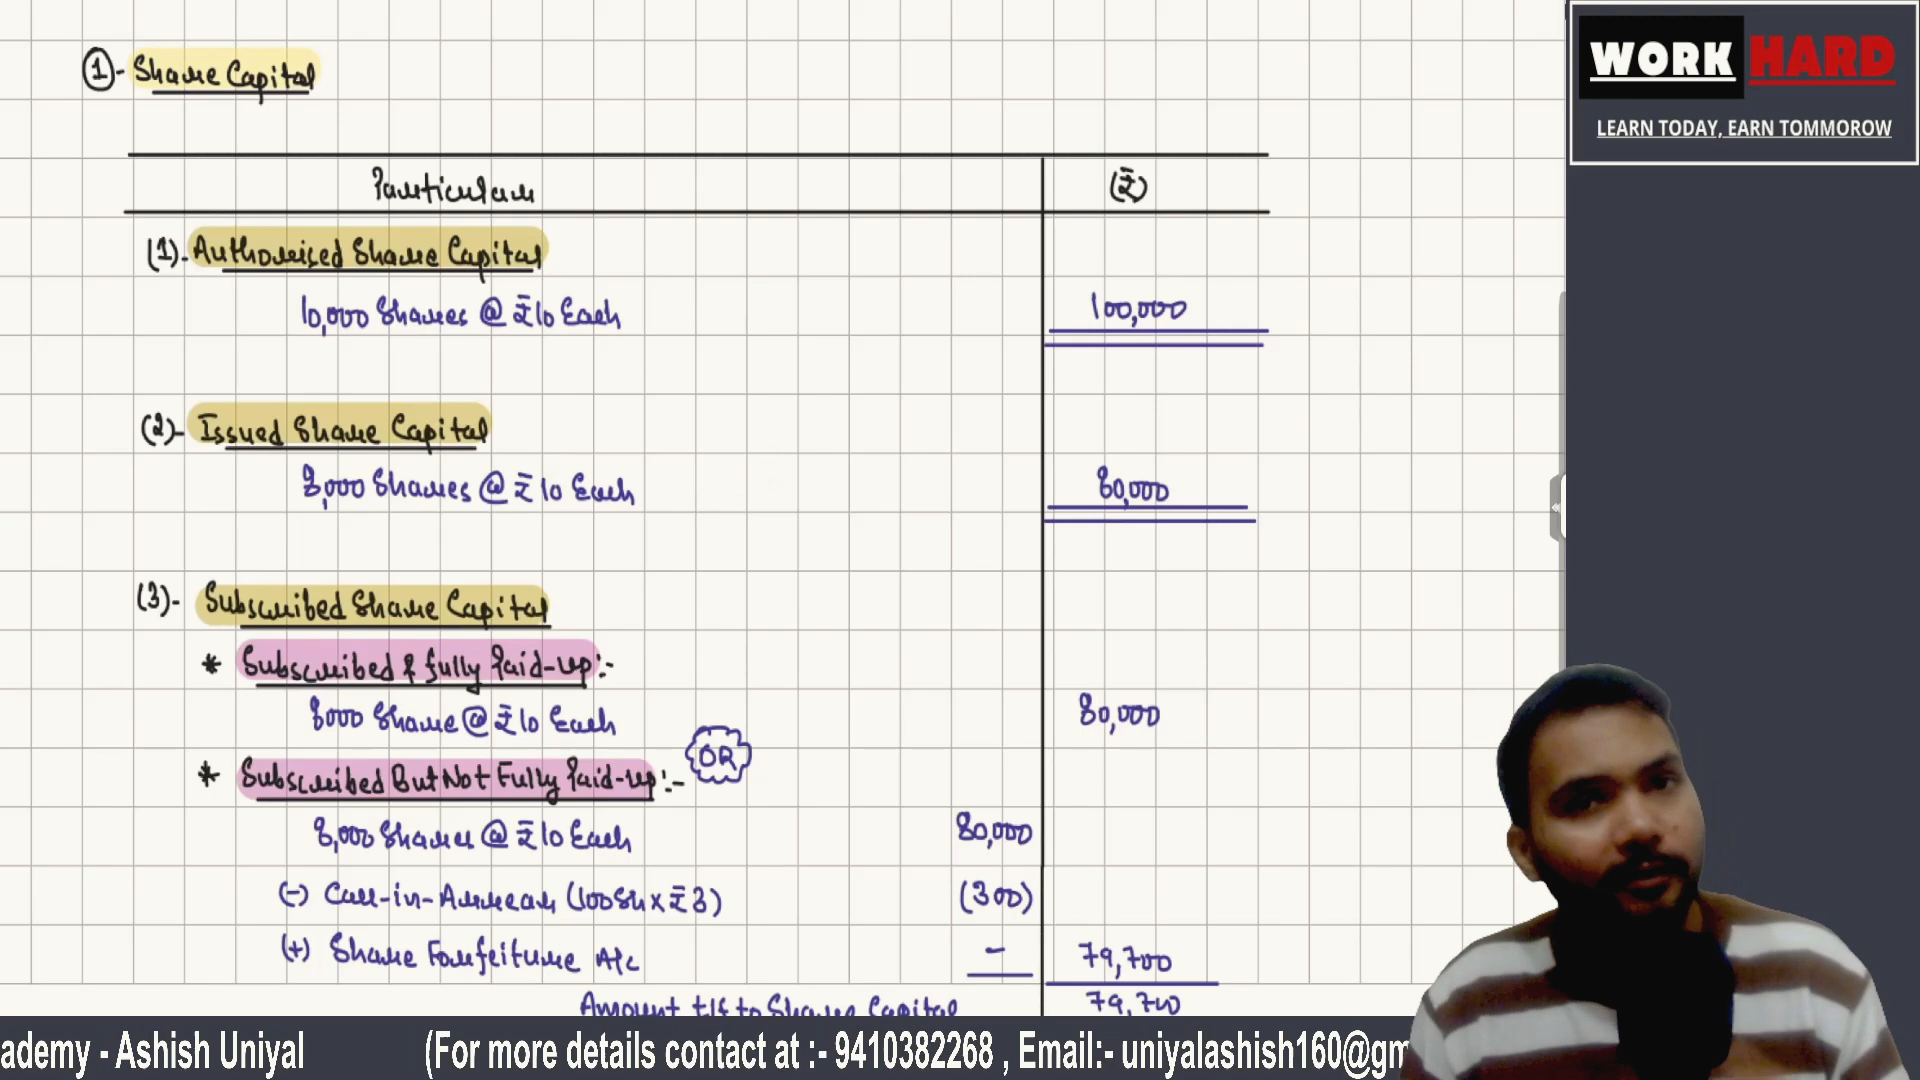 WORK HARD
LEARN TODAY, EARN TOMMOROW
① - Share Capital
Particulars (₹)
(1)- Authorised Share Capital
10,000 Shares @ ₹10 Each 100,000
(2)- Issued Share Capital
8,000 Shares @ ₹10 Each 80,000
(3)- Subscribed Share Capital
* Subscribed & fully Paid-up:-
8000 Share @ ₹10 Each 80,000
OR
* Subscribed But Not Fully Paid-up:-
8,000 Shares @ ₹10 Each 80,000
(-) Call-in-Arrears (100Sh x ₹3) (300)
(+) Share Forfeiture A/c - 79,700
Amount t/f to Share Capital 79,700
ademy - Ashish Uniyal (For more details contact at :- 9410382268 , Email:- uniyalashish160@gm